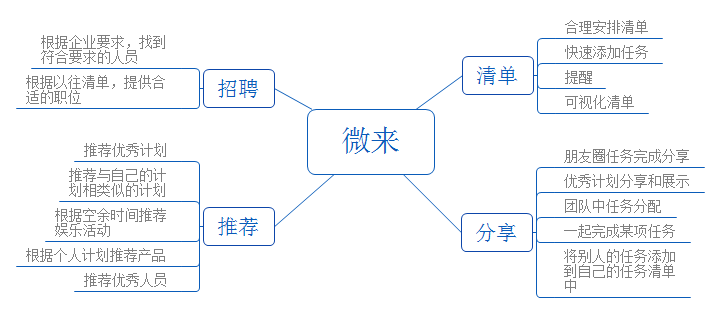 微来
招聘
根据企业要求，找到
符合要求的人员
根据以往清单，提供合
适的职位
推荐
推荐优秀计划
推荐与自己的计
划相类似的计划
根据空余时间推荐
娱乐活动
根据个人计划推荐产品
推荐优秀人员
清单
合理安排清单
快速添加任务
提醒
可视化清单
分享
朋友圈任务完成分享
优秀计划分享和展示
团队中任务分配
一起完成某项任务
将别人的任务添加
到自己的任务清单
中